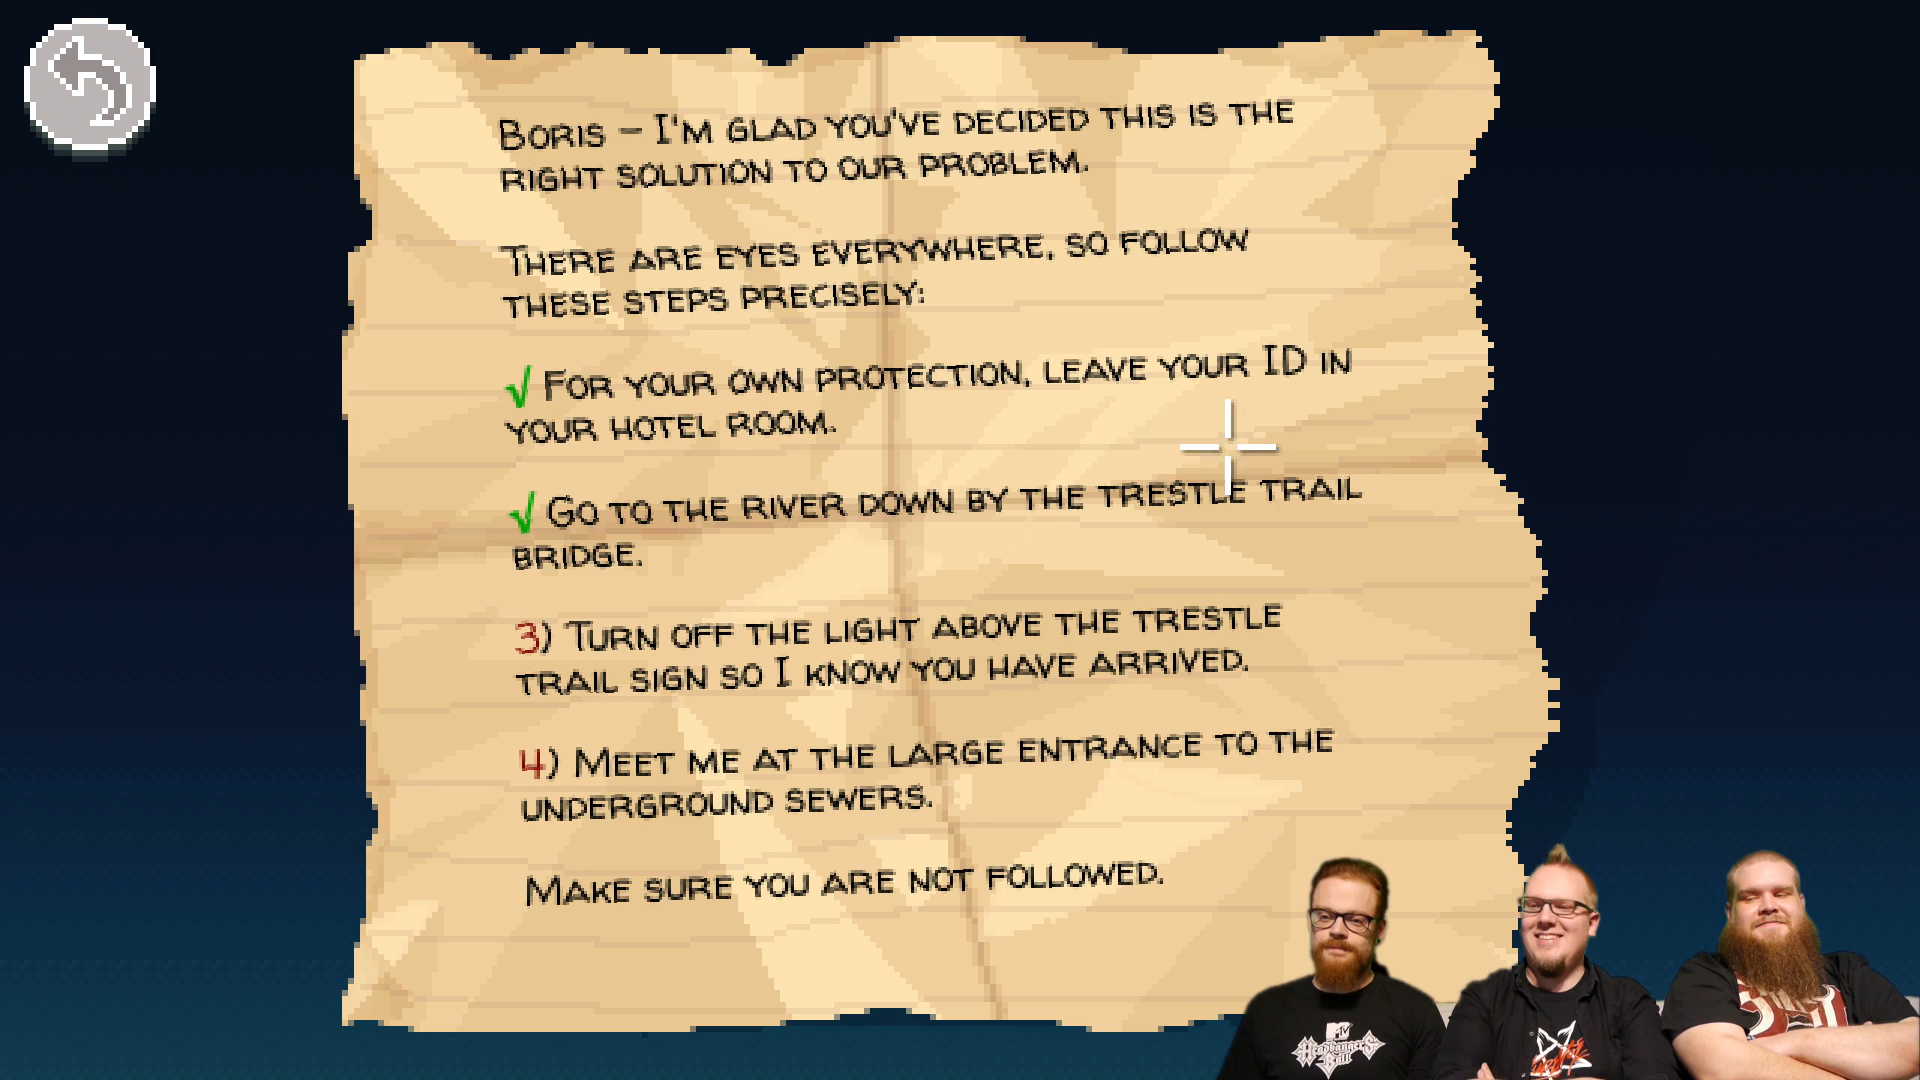 Boris – I'm glad you've decided this is the
right solution to our problem.
There are eyes everywhere, so follow
these steps precisely:
√ For your own protection, leave your ID in
your hotel room.
√ Go to the river down by the trestle trail
bridge.
3) Turn off the light above the trestle
trail sign so I know you have arrived.
4) Meet me at the large entrance to the
underground sewers.
Make sure you are not followed.
MTV
Headbangers
Ball